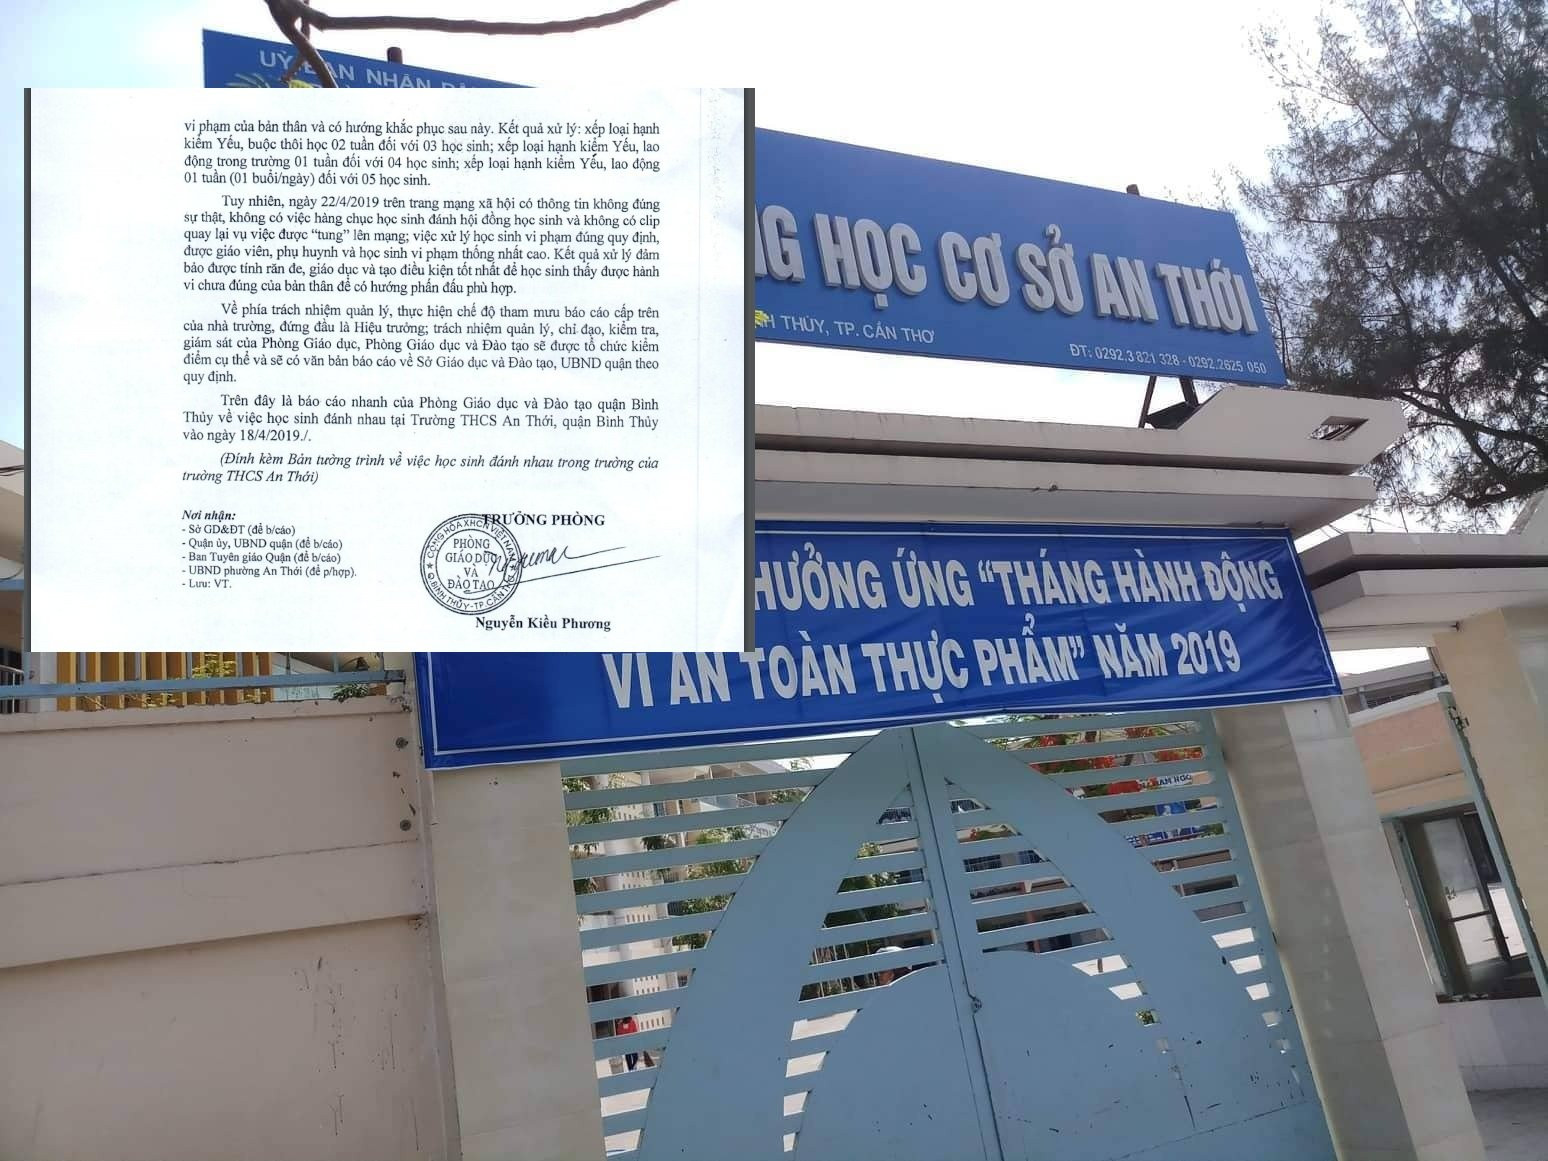 UỶ BAN NHÂN
vi phạm của bản thân và có hướng khắc phục sau này. Kết quả xử lý: xếp loại hạnh
kiểm Yếu, buộc thôi học 02 tuần đối với 03 học sinh; xếp loại hạnh kiểm Yếu, lao
động trong trường 01 tuần đối với 04 học sinh; xếp loại hạnh kiểm Yếu, lao động
01 tuần (01 buổi/ngày) đối với 05 học sinh.
Tuy nhiên, ngày 22/4/2019 trên trang mạng xã hội có thông tin không đúng
sự thật, không có việc hàng chục học sinh đánh hội đồng học sinh và không có clip
quay lại vụ việc được “tung” lên mạng; việc xử lý học sinh vi phạm đúng quy định,
được giáo viên, phụ huynh và học sinh vi phạm thống nhất cao. Kết quả xử lý đảm
bảo được tính răn đe, giáo dục và tạo điều kiện tốt nhất để học sinh thấy được hành
vi chưa đúng của bản thân để có hướng phấn đấu phù hợp.
Về phía trách nhiệm quản lý, thực hiện chế độ tham mưu báo cáo cấp trên
của nhà trường, đứng đầu là Hiệu trưởng; trách nhiệm quản lý, chỉ đạo, kiểm tra,
giám sát của Phòng Giáo dục, Phòng Giáo dục và Đào tạo sẽ được tổ chức kiểm
điểm cụ thể và sẽ có văn bản báo cáo về Sở Giáo dục và Đào tạo, UBND quận theo
quy định.
Trên đây là báo cáo nhanh của Phòng Giáo dục và Đào tạo quận Bình
Thủy về việc học sinh đánh nhau tại Trường THCS An Thới, quận Bình Thủy
vào ngày 18/4/2019./.
(Đính kèm Bản tường trình về việc học sinh đánh nhau trong trường của
trường THCS An Thới)
Nơi nhận:
- Sở GD&ĐT (để b/cáo)
- Quận ủy, UBND quận (để b/cáo)
- Ban Tuyên giáo Quận (để b/cáo)
- UBND phường An Thới (để p/hợp).
- Lưu: VT.
TRƯỞNG PHÒNG
CỘNG HÒA XHCN VIỆT NAM
PHÒNG
GIÁO DỤC
VÀ
ĐÀO TẠO
Q.BÌNH THỦY-TP.CẦN THƠ
Nguyễn Kiều Phương
NG HỌC CƠ SỞ AN THỚI
NH THỦY, TP. CẦN THƠ
ĐT: 0292.3 821 328 - 0292.2625 050
HƯỞNG ỨNG “THÁNG HÀNH ĐỘNG
VÌ AN TOÀN THỰC PHẨM” NĂM 2019